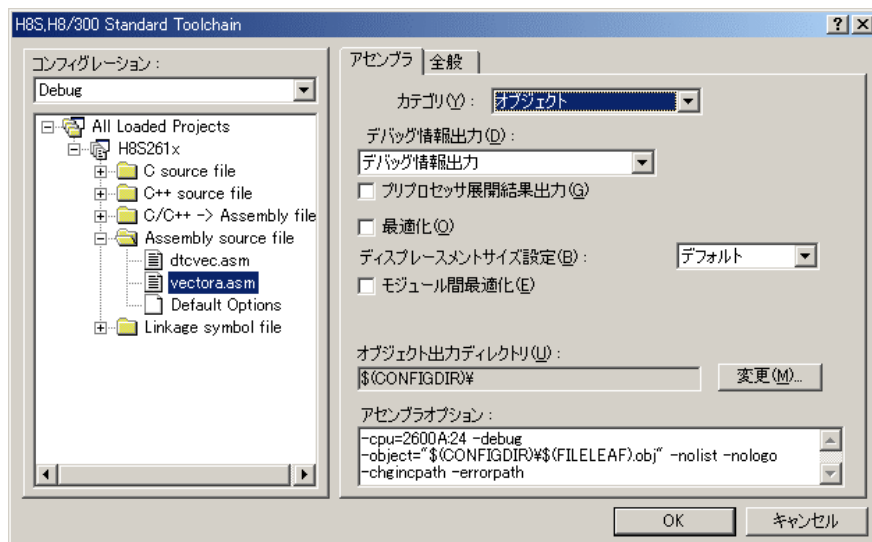 H8S,H8/300 Standard Toolchain
コンフィグレーション :
Debug
All Loaded Projects
H8S261x
C source file
C++ source file
C/C++ -> Assembly file
Assembly source file
dtcvec.asm
vectora.asm
Default Options
Linkage symbol file
アセンブラ 全般
カテゴリ(Y) : オブジェクト
デバッグ情報出力(D) :
デバッグ情報出力
プリプロセッサ展開結果出力(G)
最適化(O)
ディスプレースメントサイズ設定(B) : デフォルト
モジュール間最適化(E)
オブジェクト出力ディレクトリ(U) :
$(CONFIGDIR)¥ 変更(M)...
アセンブラオプション :
-cpu=2600A:24 -debug
-object="$(CONFIGDIR)¥$(FILELEAF).obj" -nolist -nologo
-chgincpath -errorpath
OK キャンセル